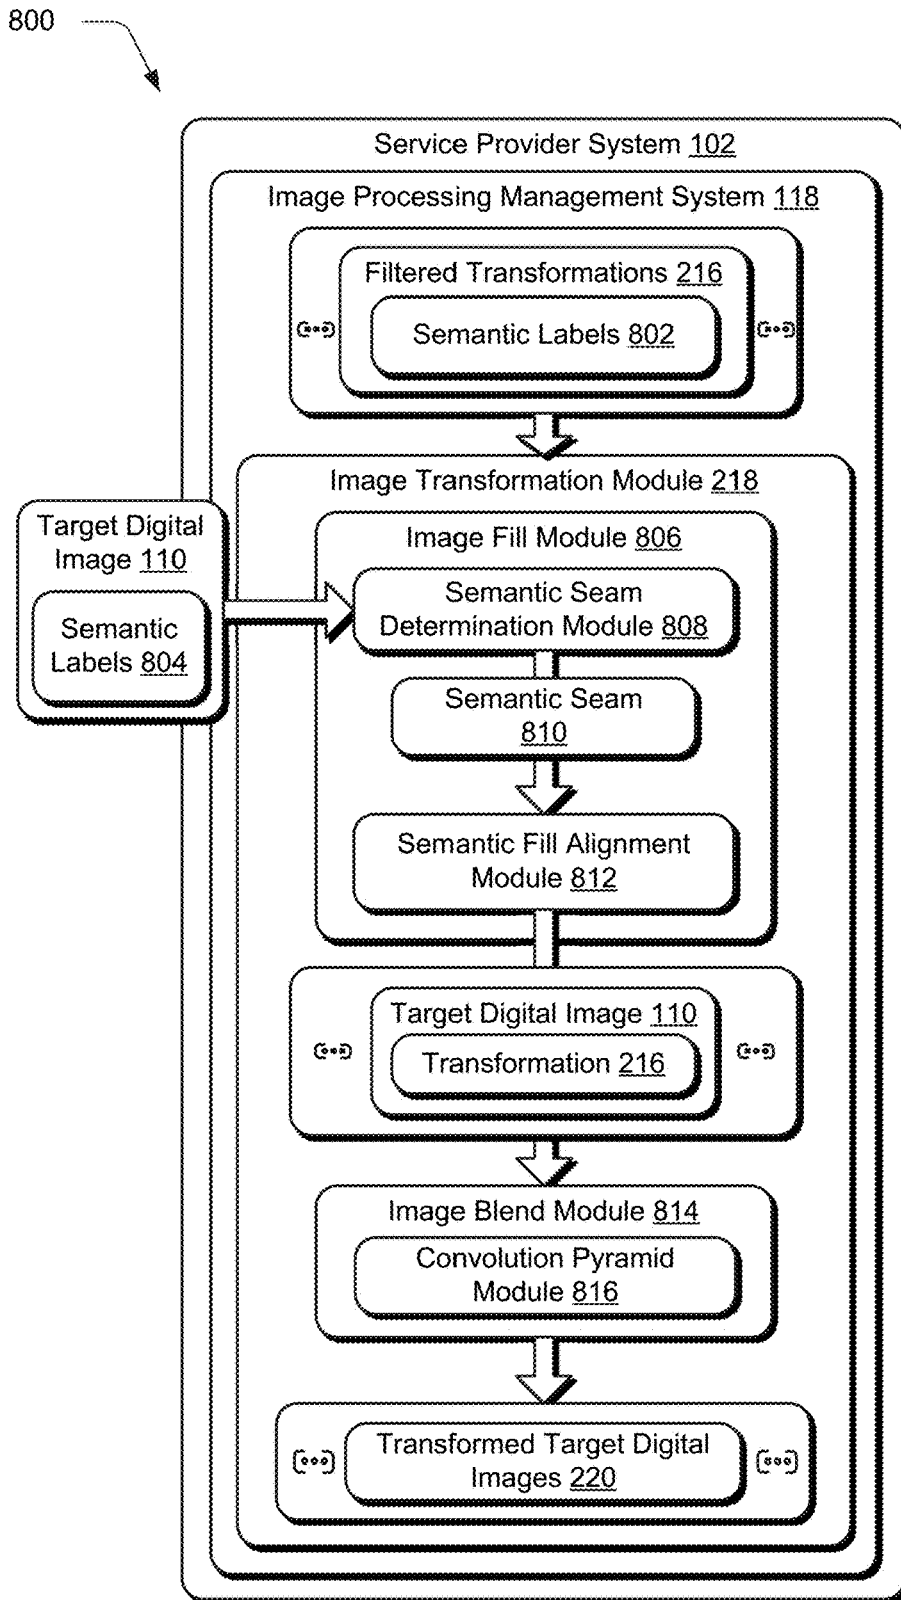 800
Service Provider System 102
Image Processing Management System 118
Filtered Transformations 216
Semantic Labels 802
Image Transformation Module 218
Target Digital
Image 110
Semantic
Labels 804
Image Fill Module 806
Semantic Seam
Determination Module 808
Semantic Seam
810
Semantic Fill Alignment
Module 812
Target Digital Image 110
Transformation 216
Image Blend Module 814
Convolution Pyramid
Module 816
Transformed Target Digital
Images 220